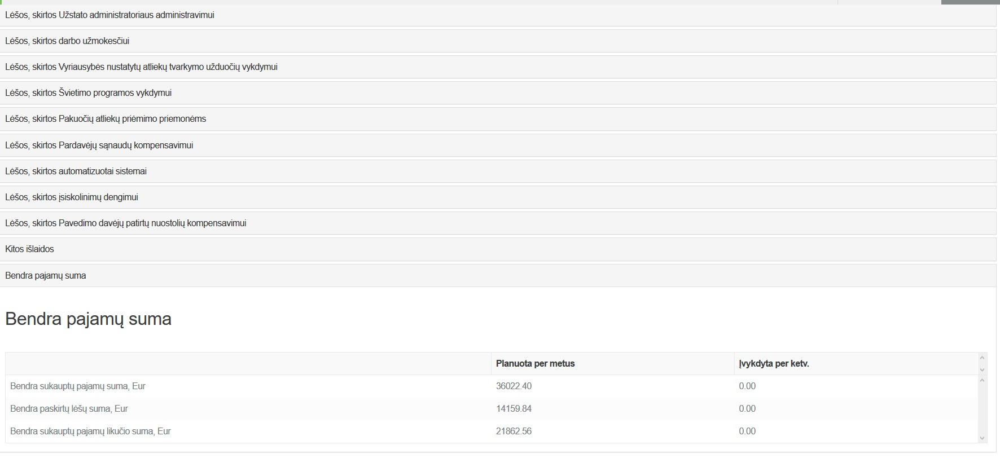 Lėšos, skirtos Užstato administratoriaus administravimui
Lėšos, skirtos darbo užmokesčiui
Lėšos, skirtos Vyriausybės nustatytų atliekų tvarkymo užduočių vykdymui
Lėšos, skirtos Švietimo programos vykdymui
Lėšos, skirtos Pakuočių atliekų priėmimo priemonėms
Lėšos, skirtos Pardavėjų sąnaudų kompensavimui
Lėšos, skirtos automatizuotai sistemai
Lėšos, skirtos įsiskolinimų dengimui
Lėšos, skirtos Pavedimo davėjų patirtų nuostolių kompensavimui
Kitos išlaidos
Bendra pajamų suma
Bendra pajamų suma
Planuota per metus Įvykdyta per ketv.
Bendra sukauptų pajamų suma, Eur 36022.40 0.00
Bendra paskirtų lėšų suma, Eur 14159.84 0.00
Bendra sukauptų pajamų likučio suma, Eur 21862.56 0.00